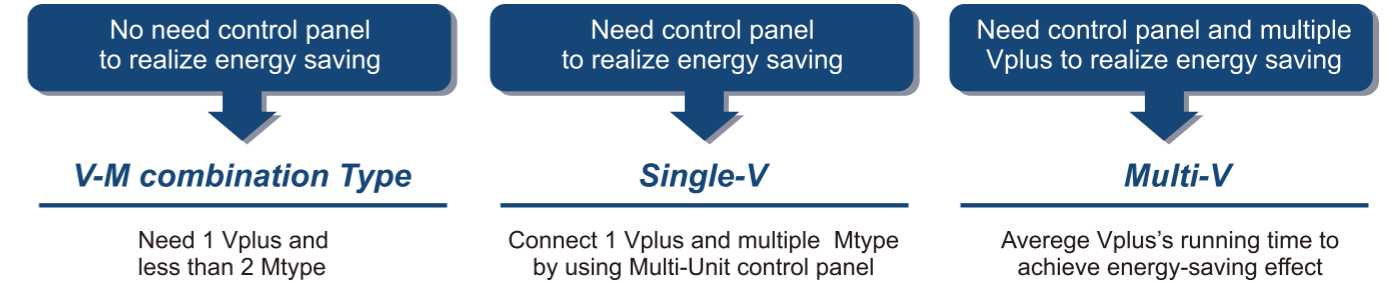 No need control panel
to realize energy saving
V-M combination Type
Need 1 Vplus and
less than 2 Mtype
Need control panel
to realize energy saving
Single-V
Connect 1 Vplus and multiple Mtype
by using Multi-Unit control panel
Need control panel and multiple
Vplus to realize energy saving
Multi-V
Averege Vplus's running time to
achieve energy-saving effect